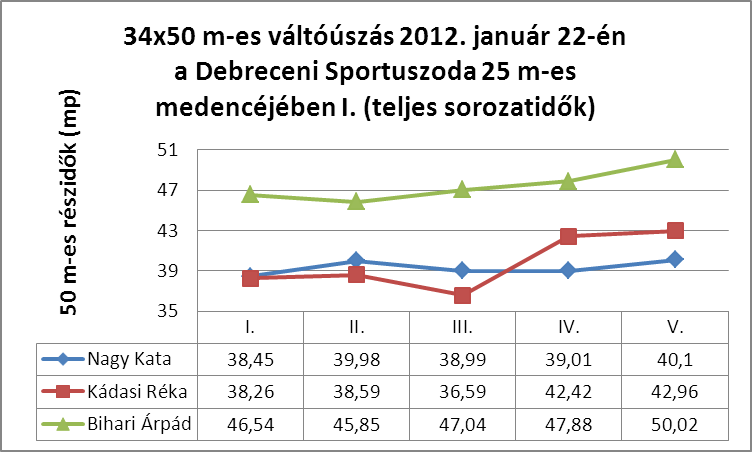 34x50 m-es váltóúszás 2012. január 22-én
a Debreceni Sportuszoda 25 m-es
medencéjében I. (teljes sorozatidők)
50 m-es részidők (mp)
51
47
43
39
35
I. II. III. IV. V.
Nagy Kata 38,45 39,98 38,99 39,01 40,1
Kádasi Réka 38,26 38,59 36,59 42,42 42,96
Bihari Árpád 46,54 45,85 47,04 47,88 50,02